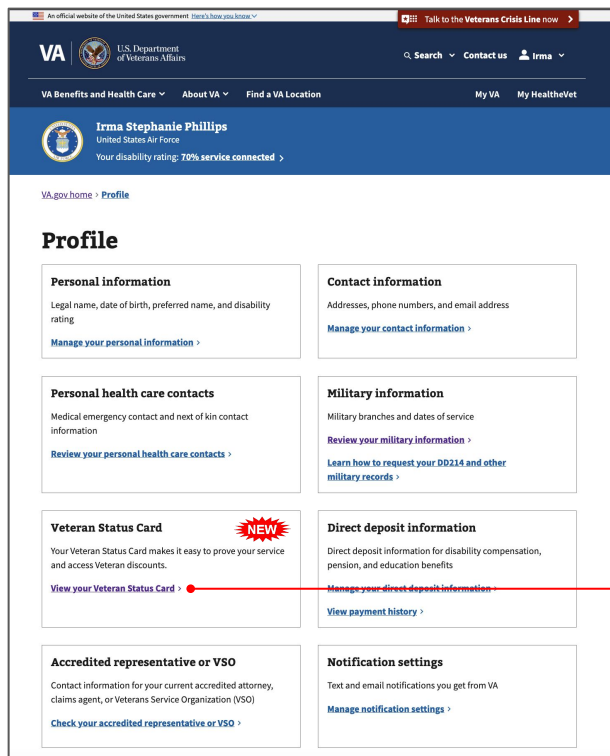 An official website of the United States government Here's how you know
Talk to the Veterans Crisis Line now >
VA
U.S. Department
of Veterans Affairs
Search
Contact us
Irma
VA Benefits and Health Care
About VA
Find a VA Location
My VA
My HealtheVet
Irma Stephanie Phillips
United States Air Force
Your disability rating: 70% service connected >
VA.gov home > Profile
Profile
Personal information
Legal name, date of birth, preferred name, and disability
rating
Manage your personal information >
Contact information
Addresses, phone numbers, and email address
Manage your contact information >
Personal health care contacts
Medical emergency contact and next of kin contact
information
Review your personal health care contacts >
Military information
Military branches and dates of service
Review your military information >
Learn how to request your DD214 and other
military records >
Veteran Status Card
NEW
Your Veteran Status Card makes it easy to prove your service
and access Veteran discounts.
View your Veteran Status Card >
Direct deposit information
Direct deposit information for disability compensation,
pension, and education benefits
Manage your direct deposit information >
View payment history >
Accredited representative or VSO
Contact information for your current accredited attorney,
claims agent, or Veterans Service Organization (VSO)
Check your accredited representative or VSO >
Notification settings
Text and email notifications you get from VA
Manage notification settings >